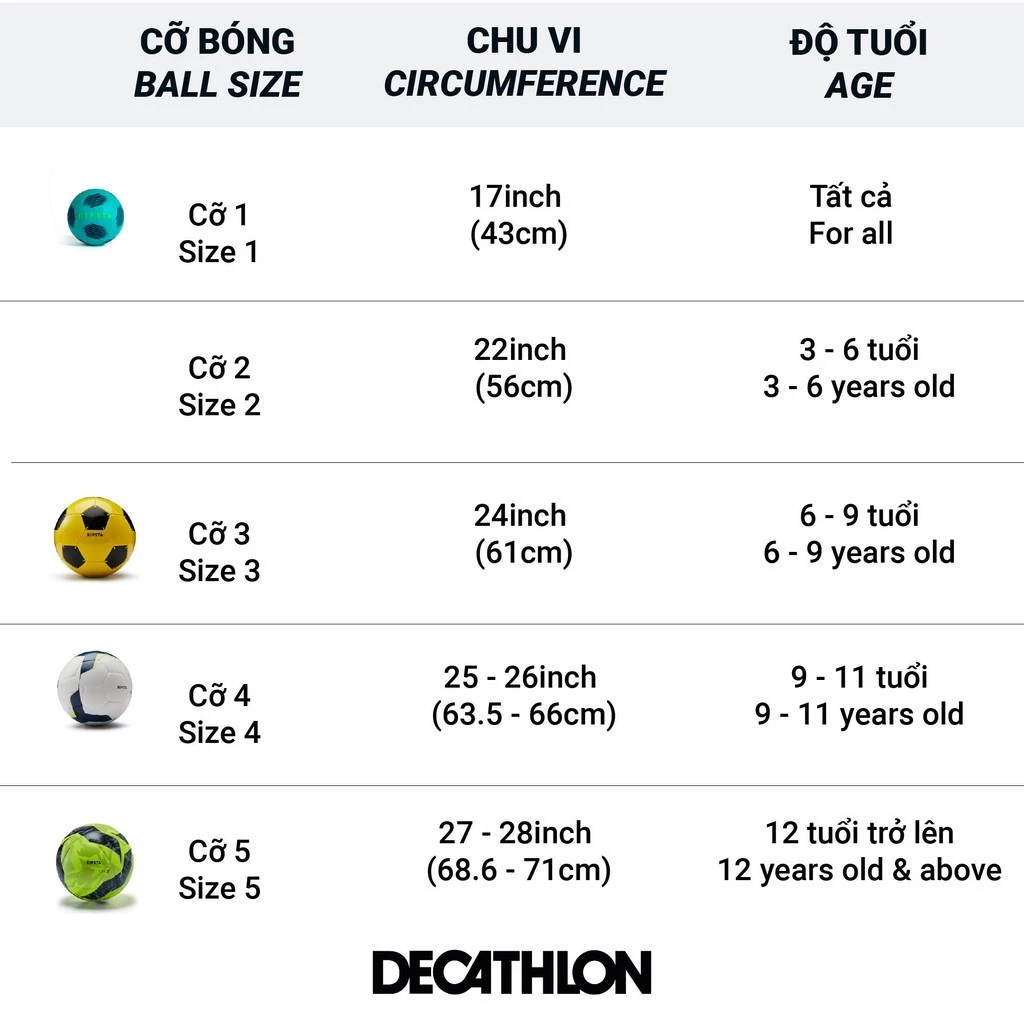 CỠ BÓNG
BALL SIZE
CHU VI
CIRCUMFERENCE
ĐỘ TUỔI
AGE
KIPSTA
Cỡ 1
Size 1
17inch
(43cm)
Tất cả
For all
Cỡ 2
Size 2
22inch
(56cm)
3 - 6 tuổi
3 - 6 years old
KIPSTA
Cỡ 3
Size 3
24inch
(61cm)
6 - 9 tuổi
6 - 9 years old
KIPSTA
Cỡ 4
Size 4
25 - 26inch
(63.5 - 66cm)
9 - 11 tuổi
9 - 11 years old
KIPSTA
Cỡ 5
Size 5
27 - 28inch
(68.6 - 71cm)
12 tuổi trở lên
12 years old & above
DECATHLON